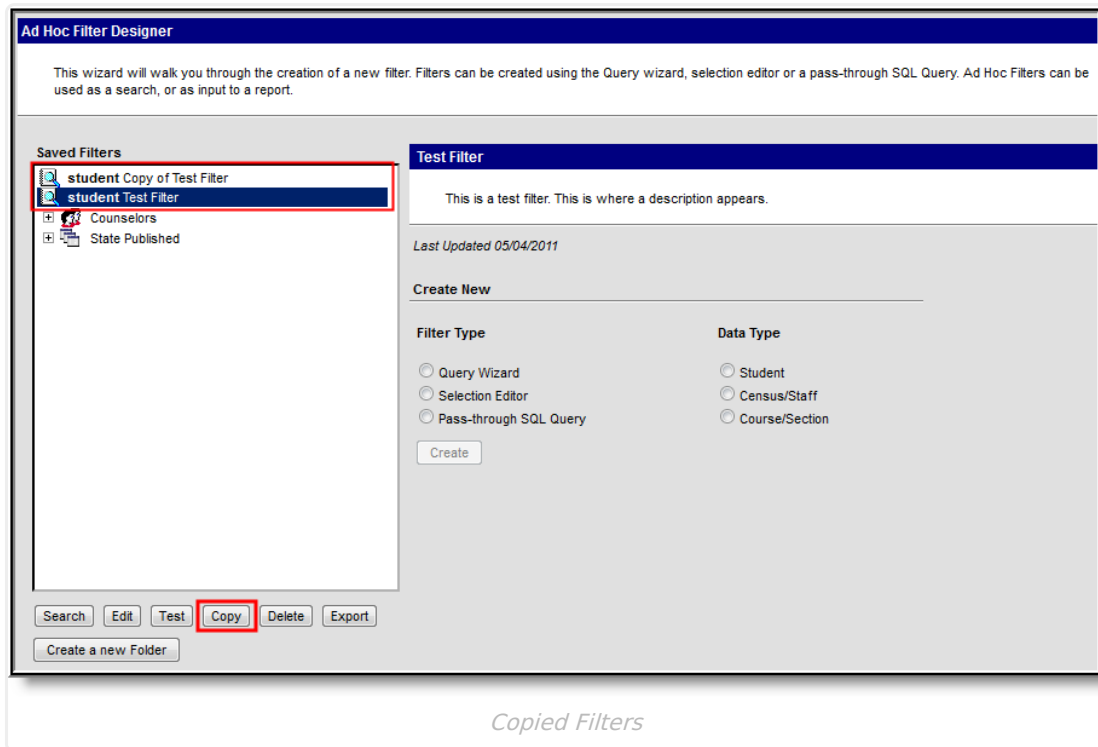 Ad Hoc Filter Designer
This wizard will walk you through the creation of a new filter. Filters can be created using the Query wizard, selection editor or a pass-through SQL Query. Ad Hoc Filters can be
used as a search, or as input to a report.
Saved Filters
student Copy of Test Filter
student Test Filter
Counselors
State Published
Test Filter
This is a test filter. This is where a description appears.
Last Updated 05/04/2011
Create New
Filter Type
Data Type
Query Wizard
Student
Selection Editor
Census/Staff
Pass-through SQL Query
Course/Section
Create
Search Edit Test Copy Delete Export
Create a new Folder
Copied Filters